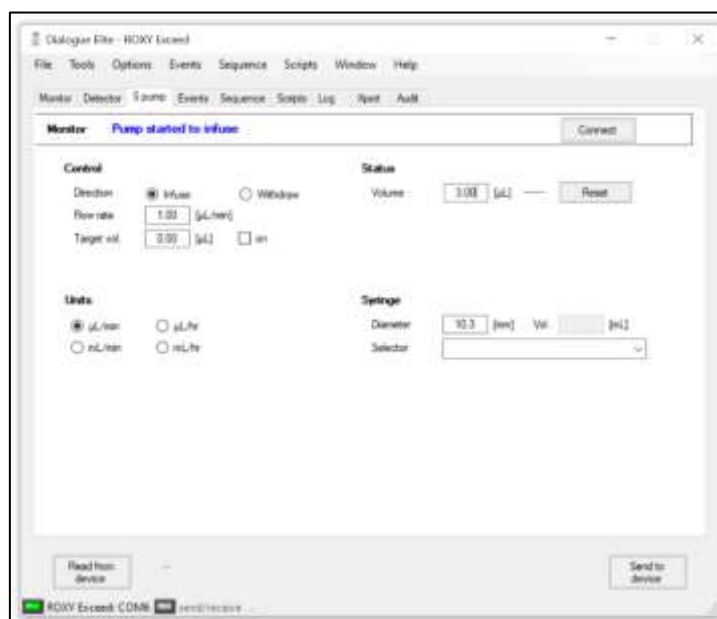 Dialogue Elite - ROXY Exceed
File Tools Options Events Sequence Scripts Window Help
Monitor Detector S pump Events Sequence Scripts Log Xport Audit
Monitor Pump started to infuse Connect
Control Status
Direction Infuse Withdraw Volume 3.00 [µL] Reset
Flow rate 1.00 [µL/min]
Target vol. 0.00 [µL] on
Units Syringe
µL/min µL/hr Diameter 10.3 [mm] Vol. [mL]
mL/min mL/hr Selector
Read from device Send to device
ROXY Exceed: COM6 send/receive